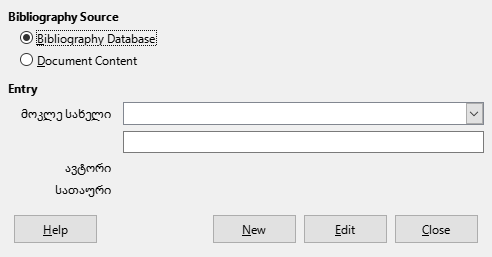 Bibliography Source
Bibliography Database
Document Content
Entry
მოკლე სახელი
ავტორი
სათაური
Help New Edit Close